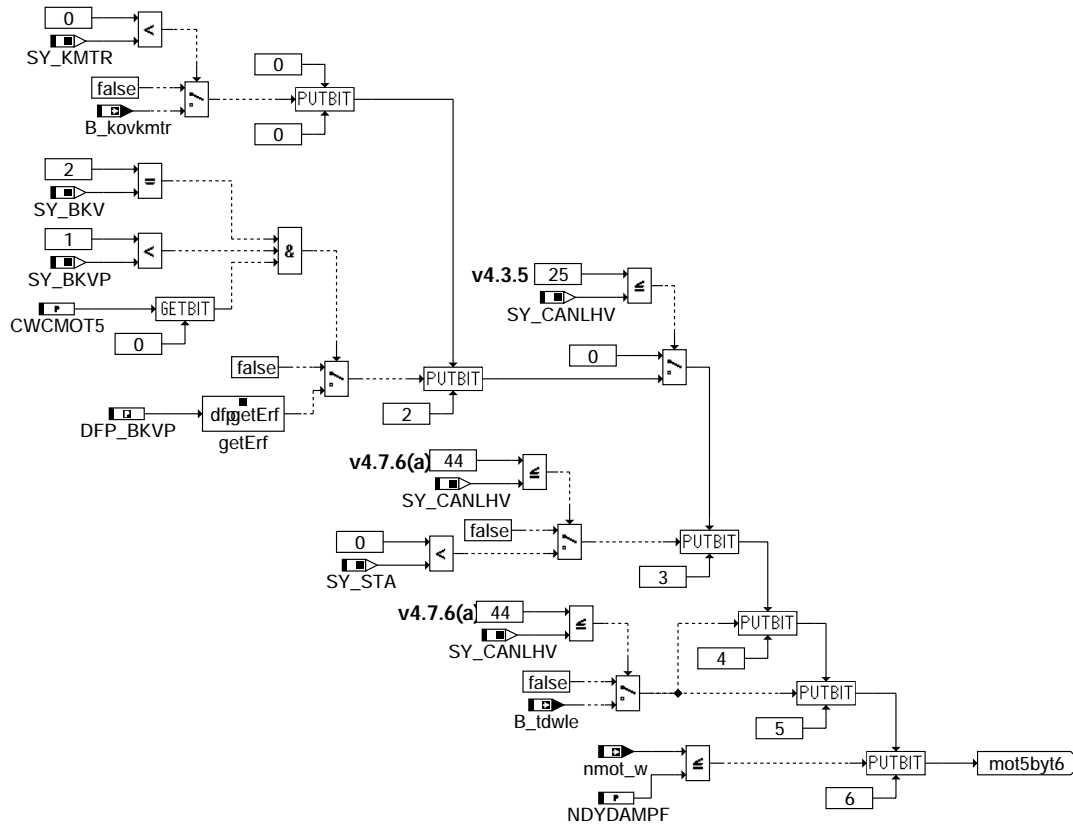 0
<
SY_KMTR
false
B_kovkmtr
0
PUTBIT
0
2
=
SY_BKV
1
<
SY_BKVP
&
CWCMOT5
GETBIT
0
v4.3.5 25
≤
SY_CANLHV
0
false
DFP_BKVP
dfpgetErf
getErf
PUTBIT
2
v4.7.6(a) 44
≤
SY_CANLHV
false
0
<
SY_STA
PUTBIT
3
v4.7.6(a) 44
≤
SY_CANLHV
PUTBIT
4
false
B_tdwle
PUTBIT
5
nmot_w
≤
NDYDAMPF
PUTBIT
6
mot5byt6